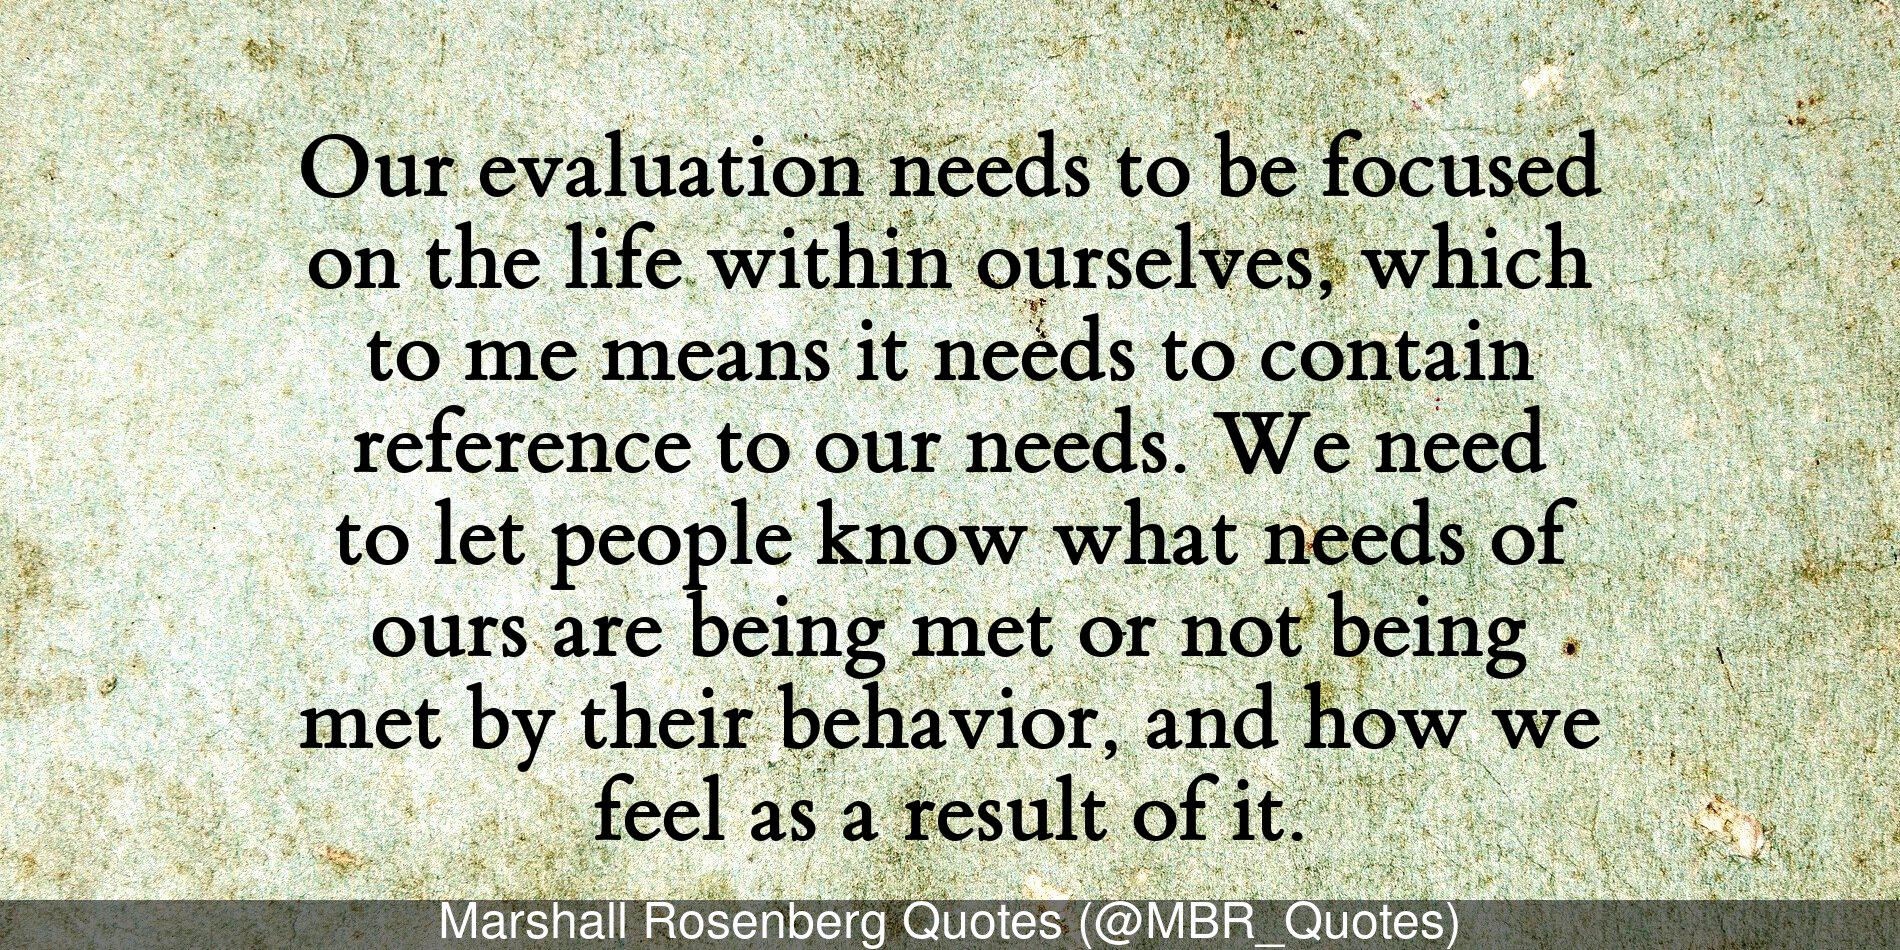 Our evaluation needs to be focused
on the life within ourselves, which
to me means it needs to contain
reference to our needs. We need
to let people know what needs of
ours are being met or not being
met by their behavior, and how we
feel as a result of it.
Marshall Rosenberg Quotes (@MBR_Quotes)